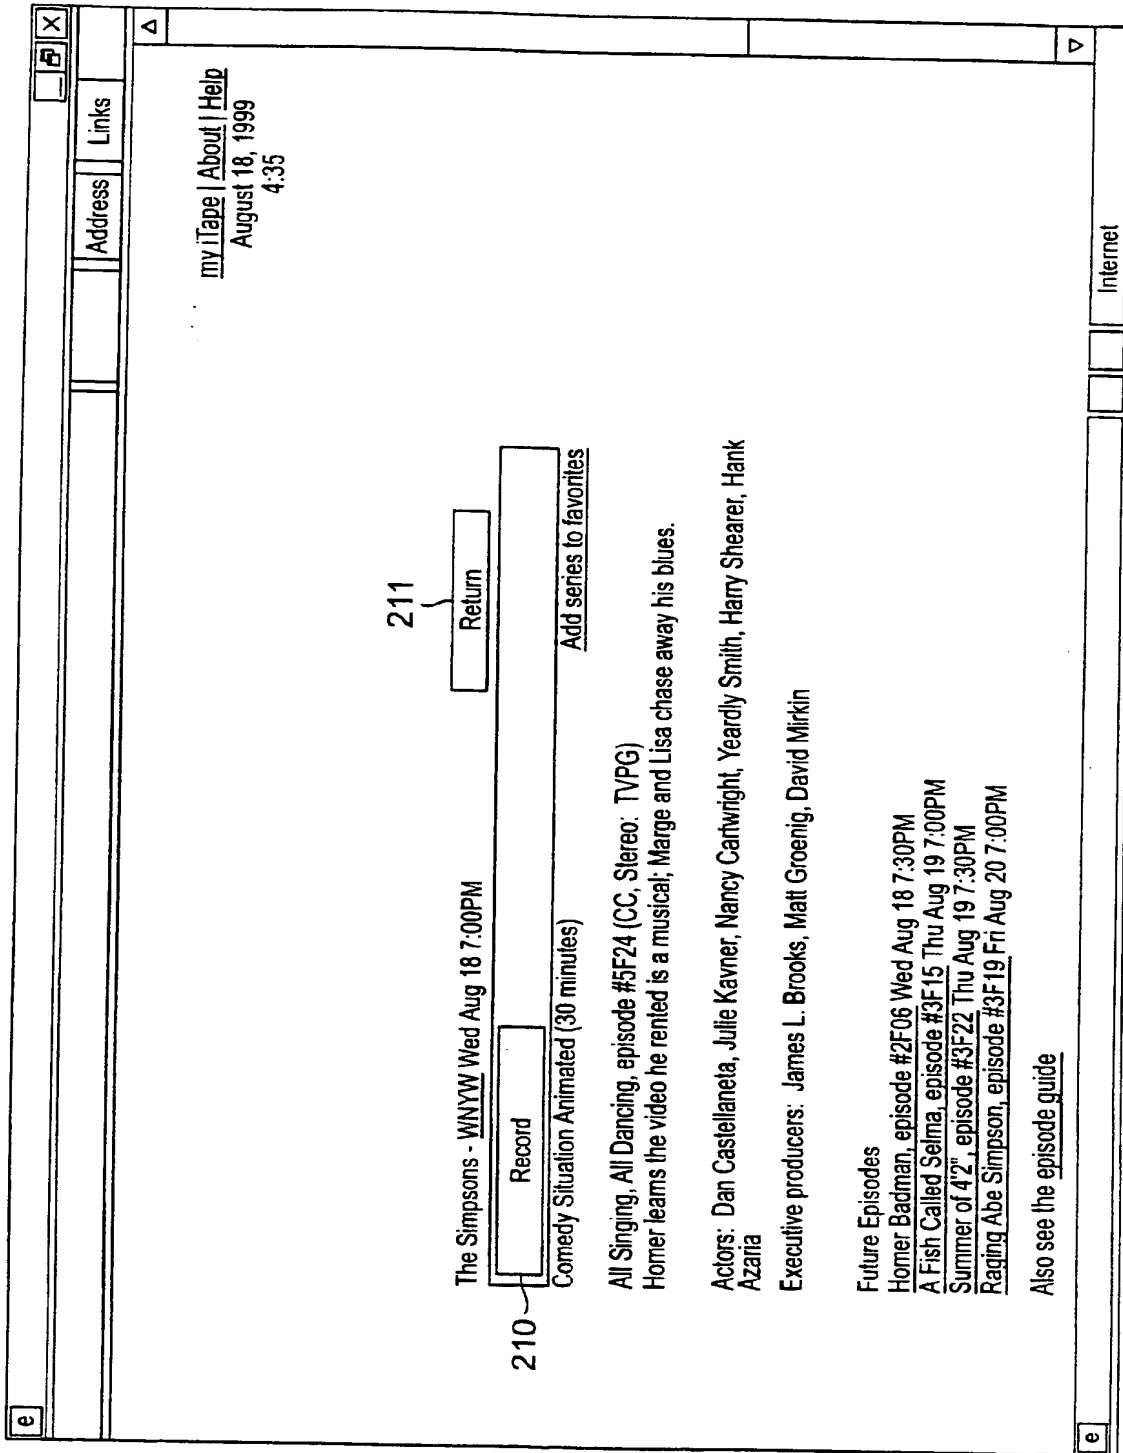 e
Address
Links
my iTape | About | Help
August 18, 1999
4:35
211
The Simpsons - WNYW Wed Aug 18 7:00PM
Return
Record
210
Comedy Situation Animated (30 minutes)
Add series to favorites
All Singing, All Dancing, episode #5F24 (CC, Stereo: TVPG)
Homer learns the video he rented is a musical; Marge and Lisa chase away his blues.
Actors: Dan Castellaneta, Julie Kavner, Nancy Cartwright, Yeardly Smith, Harry Shearer, Hank
Azaria
Executive producers: James L. Brooks, Matt Groenig, David Mirkin
Future Episodes
Homer Badman, episode #2F06 Wed Aug 18 7:30PM
A Fish Called Selma, episode #3F15 Thu Aug 19 7:00PM
Summer of 4'2", episode #3F22 Thu Aug 19 7:30PM
Raging Abe Simpson, episode #3F19 Fri Aug 20 7:00PM
Also see the episode guide
e
Internet